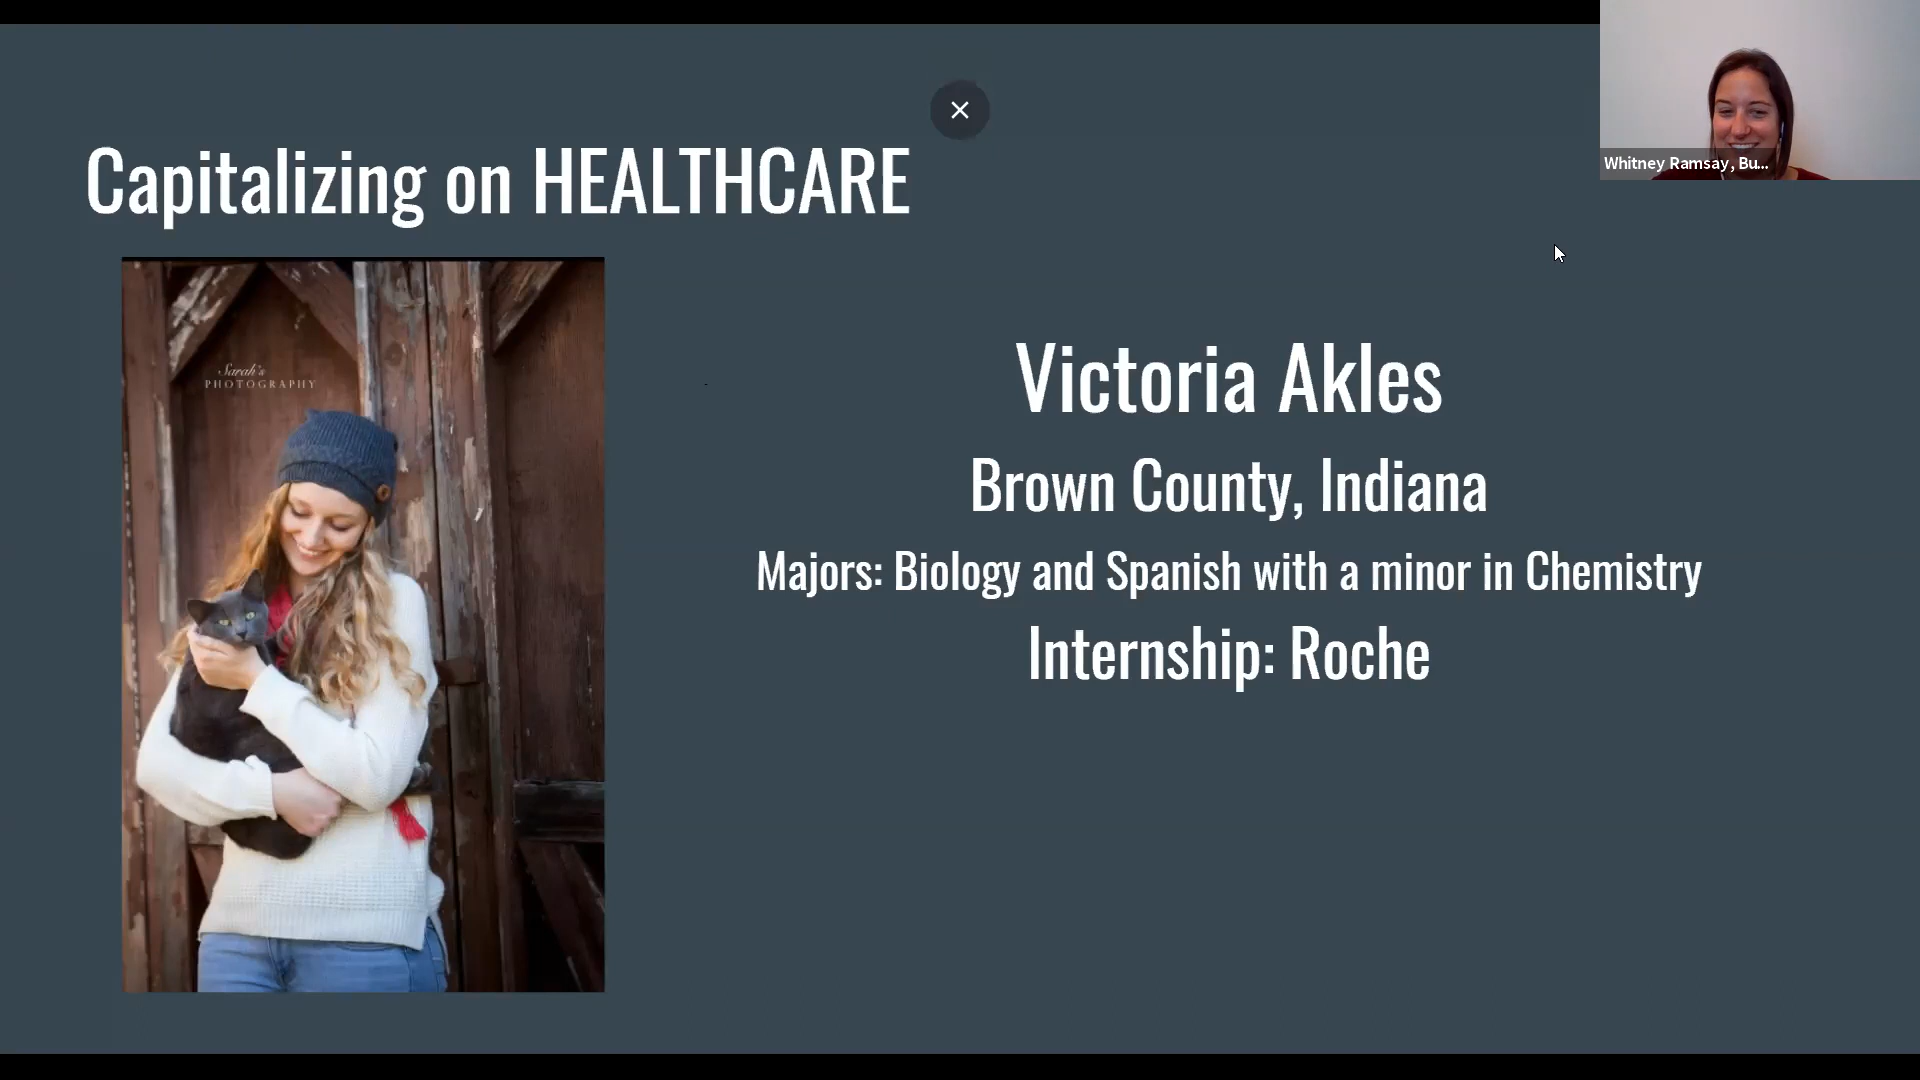 Whitney Ramsay, Bu...
Capitalizing on HEALTHCARE
Sarah's
PHOTOGRAPHY
Victoria Akles
Brown County, Indiana
Majors: Biology and Spanish with a minor in Chemistry
Internship: Roche